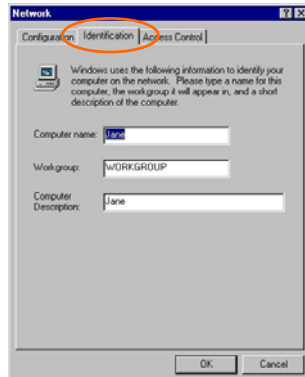 Network
Configuration Identification Access Control
Windows uses the following information to identify your
computer on the network. Please type a name for this
computer, the workgroup it will appear in, and a short
description of the computer.
Computer name: Jane
Workgroup: WORKGROUP
Computer
Description: Jane
OK Cancel